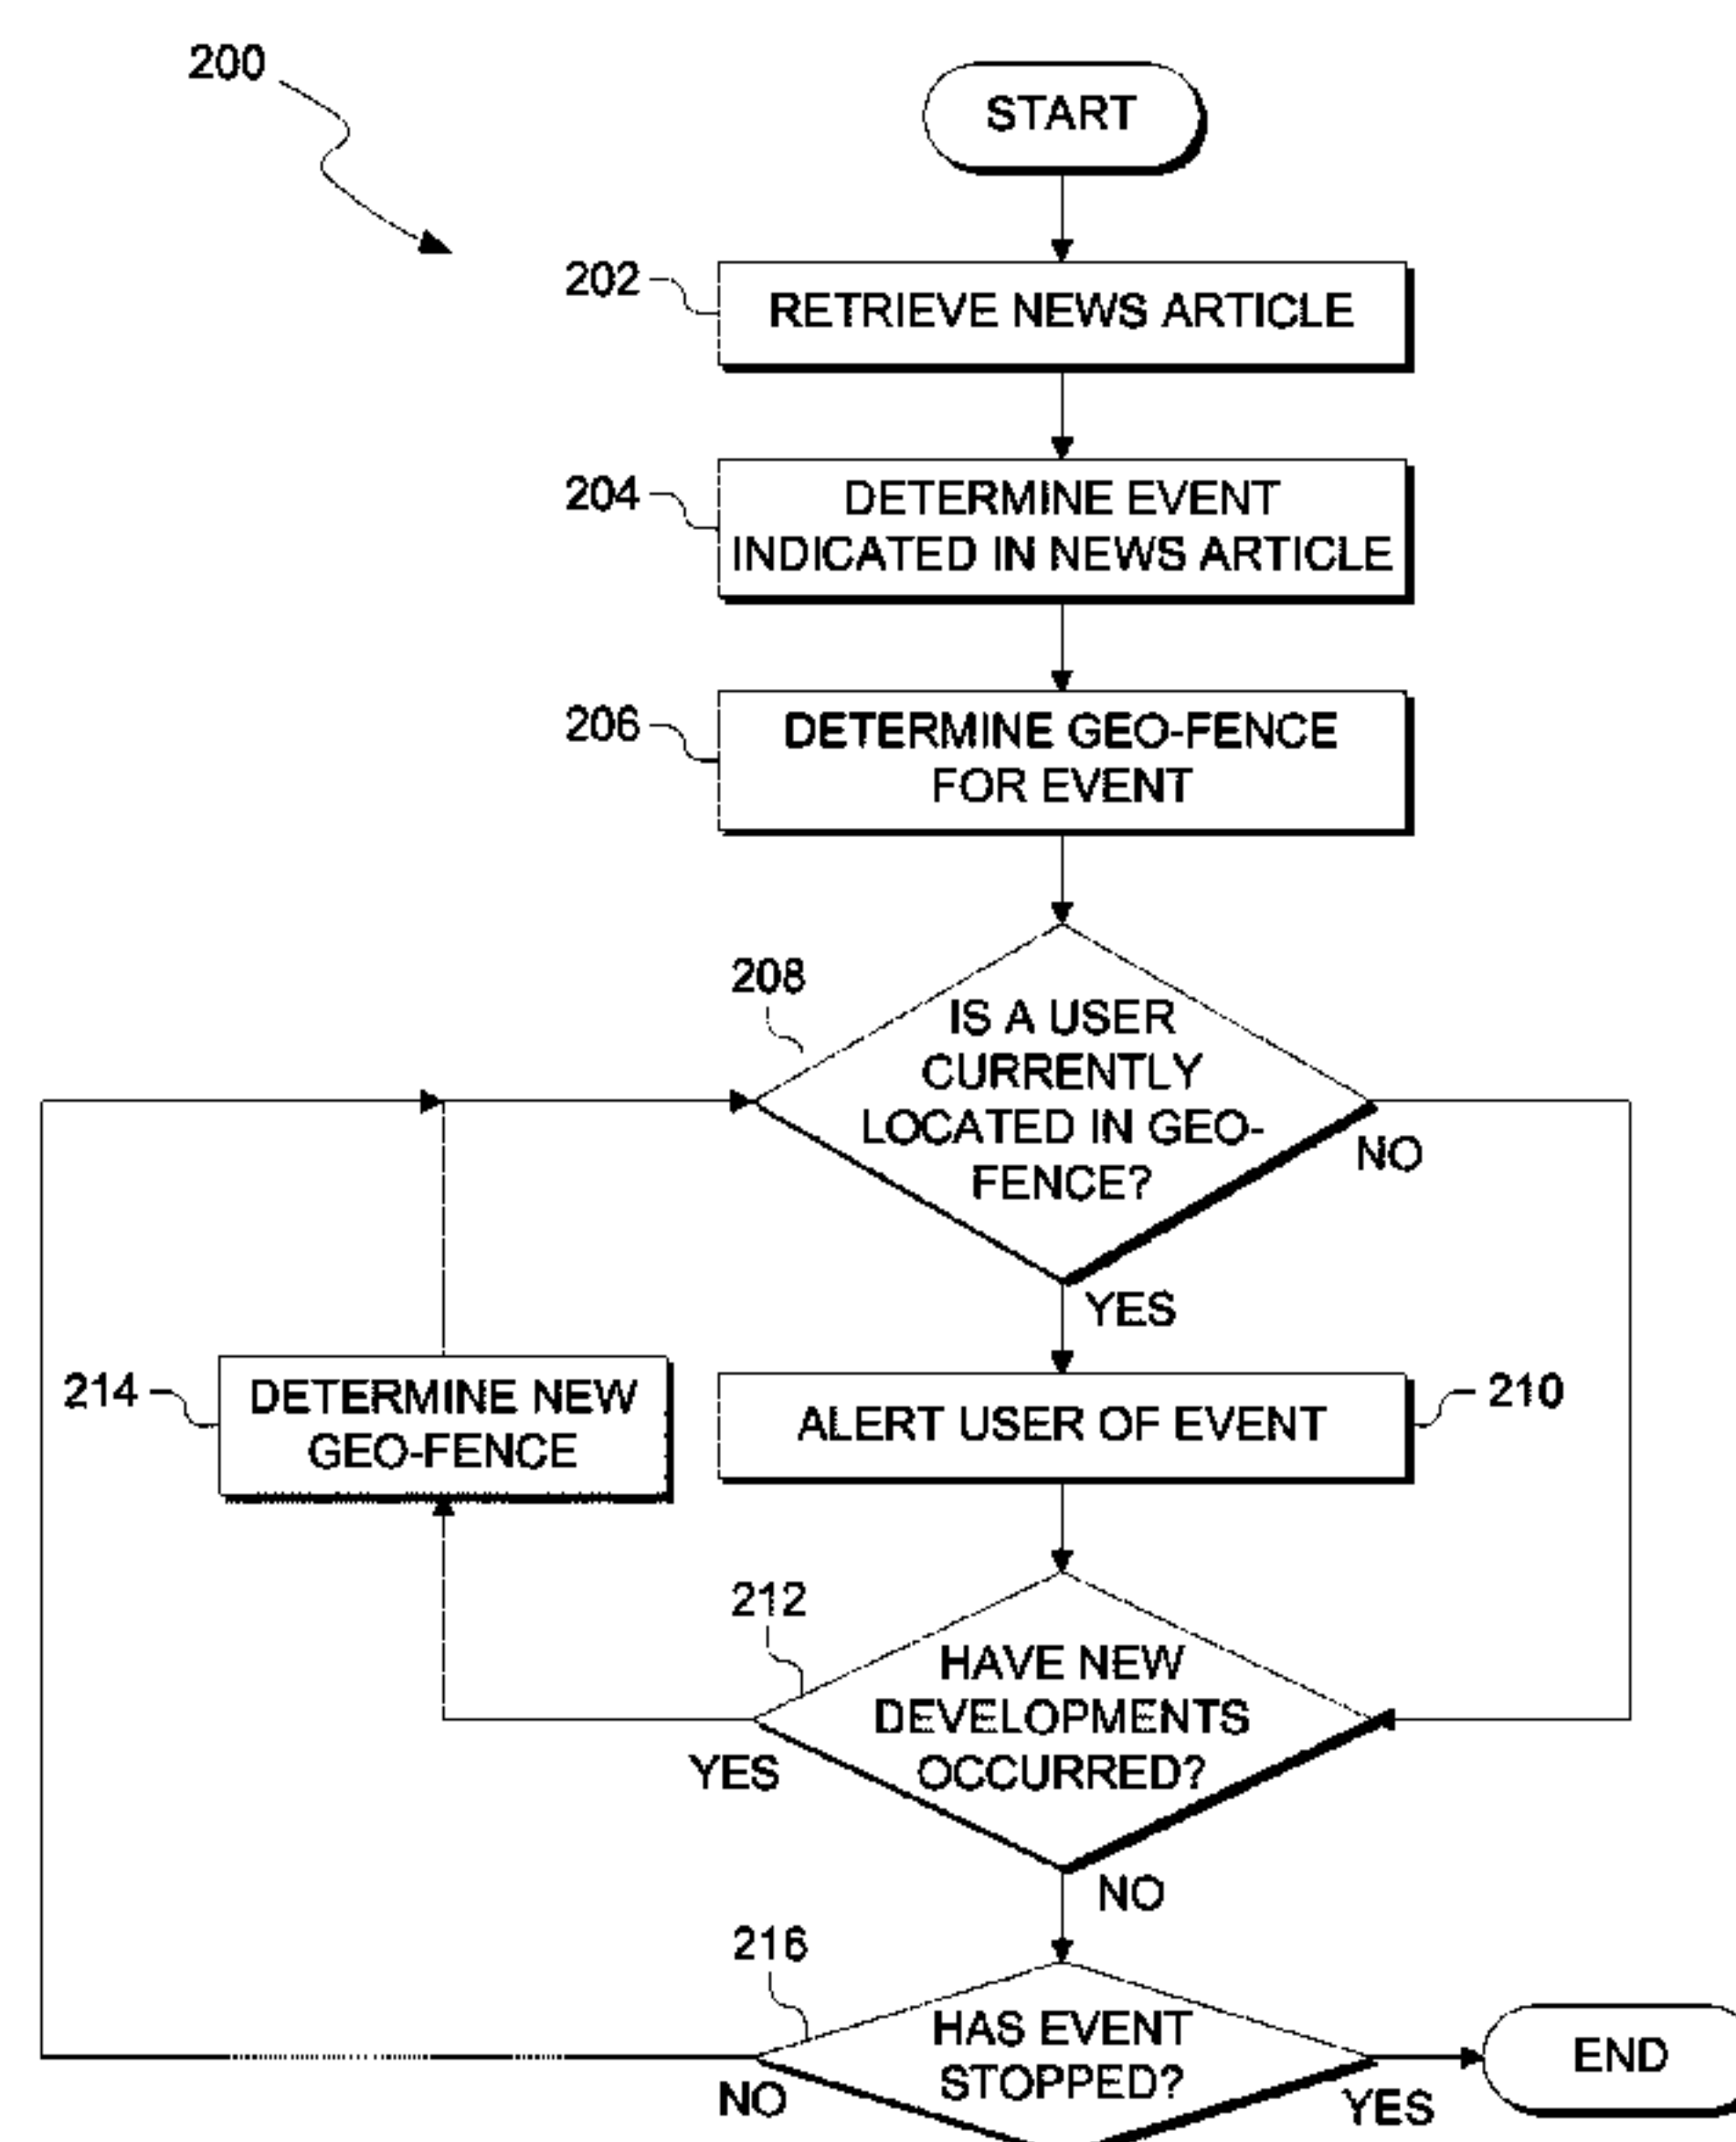 200
START
202
RETRIEVE NEWS ARTICLE
204
DETERMINE EVENT
INDICATED IN NEWS ARTICLE
206
DETERMINE GEO-FENCE
FOR EVENT
208
IS A USER
CURRENTLY
LOCATED IN GEO-
FENCE?
NO
YES
214
DETERMINE NEW
GEO-FENCE
ALERT USER OF EVENT
210
212
HAVE NEW
DEVELOPMENTS
OCCURRED?
YES
NO
216
HAS EVENT
STOPPED?
NO
YES
END